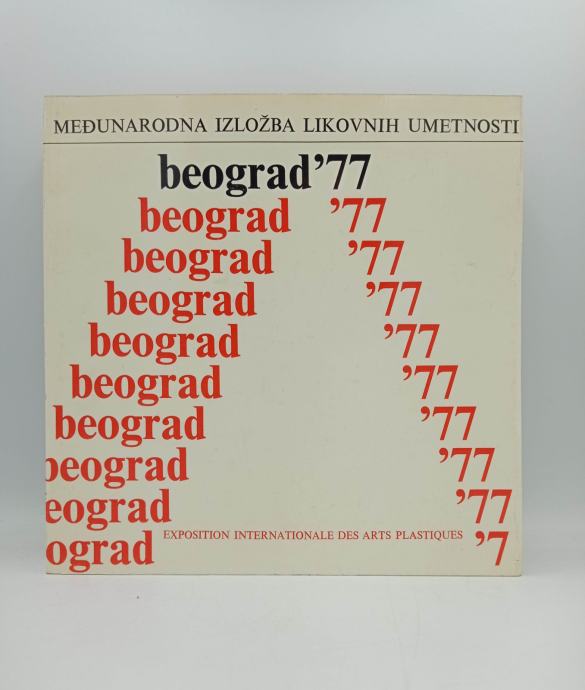 MEĐUNARODNA IZLOŽBA LIKOVNIH UMETNOSTI
beograd’77
beograd ’77
beograd ’77
beograd ’77
beograd ’77
beograd ’77
beograd ’77
beograd ’77
eograd ’77
EXPOSITION INTERNATIONALE DES ARTS PLASTIQUES
ograd ’7